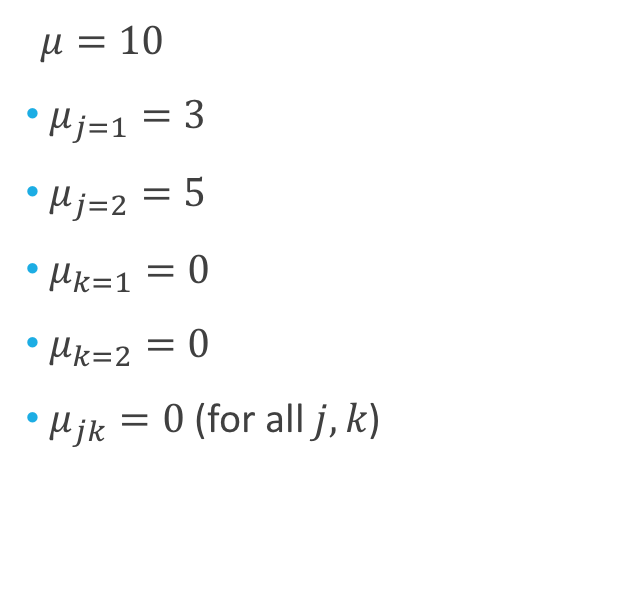 μ = 10
• μ_{j=1} = 3
• μ_{j=2} = 5
• μ_{k=1} = 0
• μ_{k=2} = 0
• μ_{jk} = 0 (for all j, k)